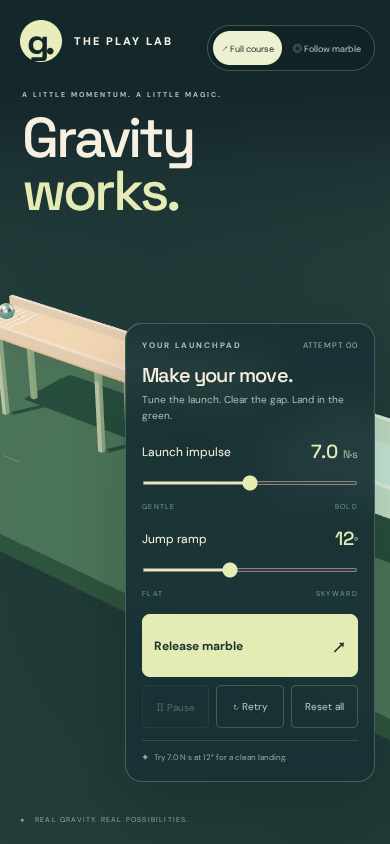 g.
THE PLAY LAB
↗ Full course
◎ Follow marble
A LITTLE MOMENTUM. A LITTLE MAGIC.
Gravity
works.
YOUR LAUNCHPAD
ATTEMPT 00
Make your move.
Tune the launch. Clear the gap. Land in the
green.
Launch impulse
7.0 N·s
GENTLE
BOLD
Jump ramp
12°
FLAT
SKYWARD
Release marble ↗
II Pause
↻ Retry
Reset all
✦ Try 7.0 N·s at 12° for a clean landing.
REAL GRAVITY. REAL POSSIBILITIES.